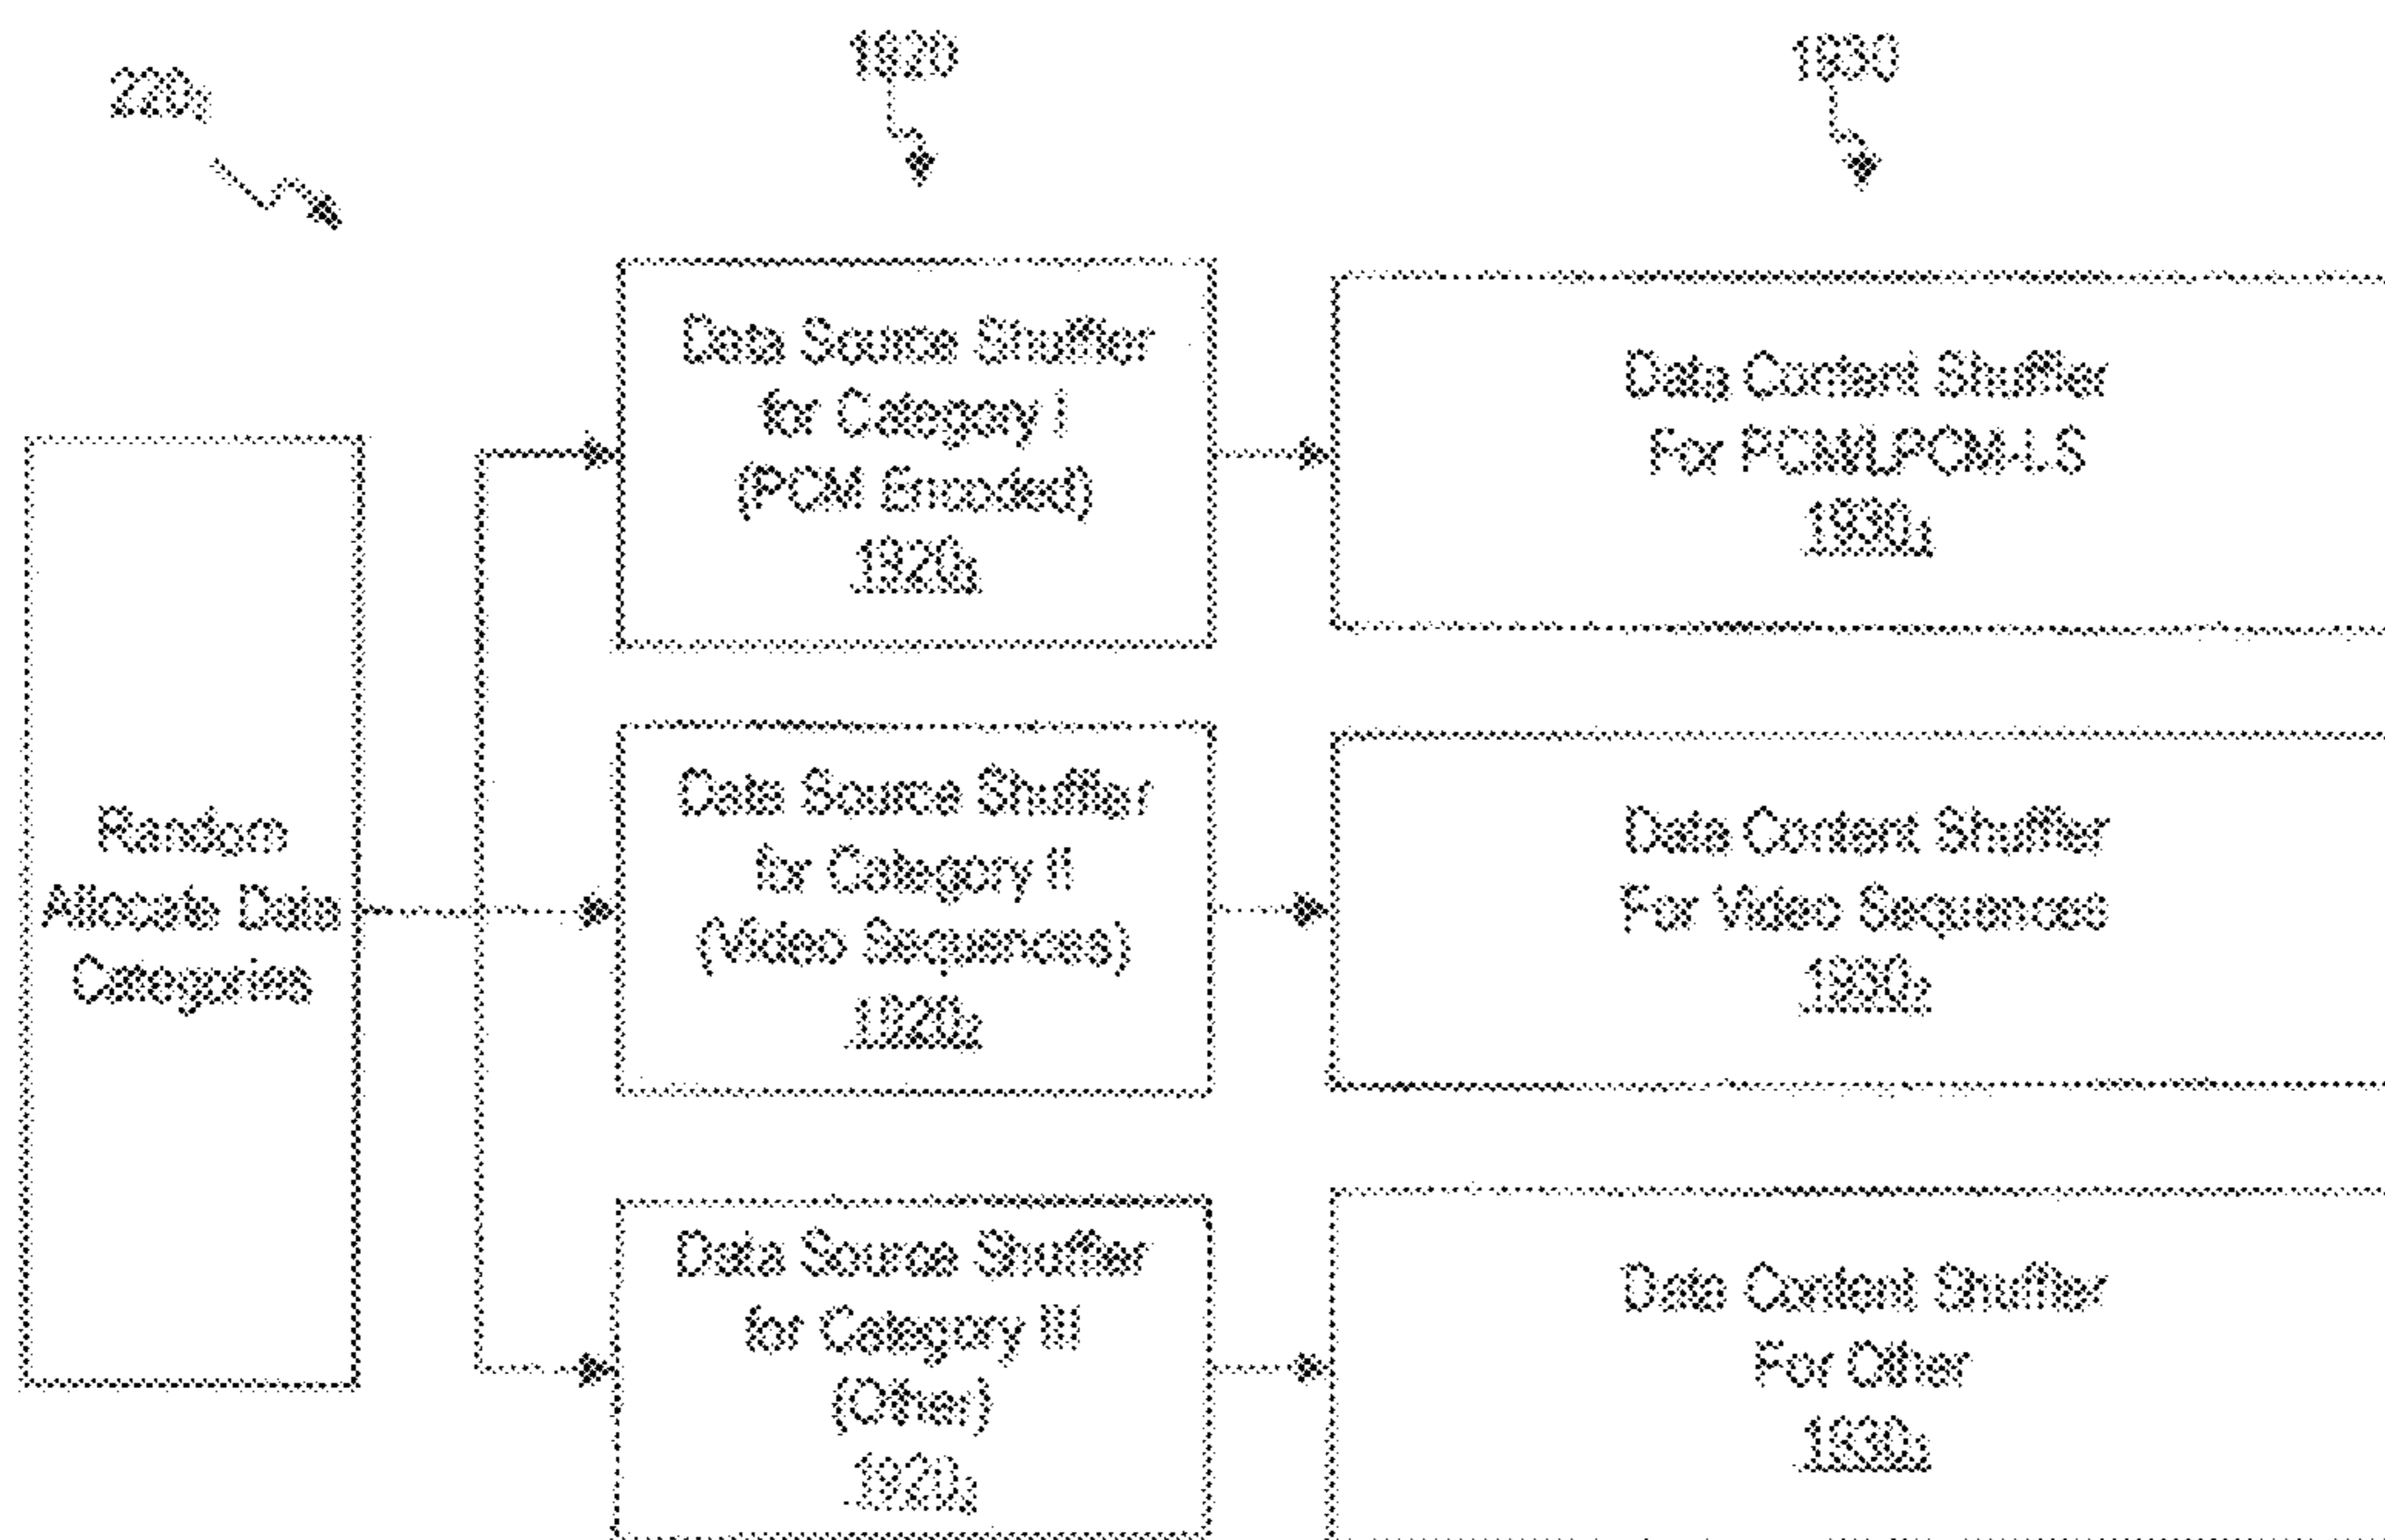 220₁
1920
1930
Data Source Shuffler
for Category I
(PCM Encoded)
1920₁
Data Content Shuffler
For PCM/LPCM-LS
1930₁
Random
Allocate Data
Categories
Data Source Shuffler
for Category II
(Video Sequences)
1920₂
Data Content Shuffler
For Video Sequences
1930₂
Data Source Shuffler
for Category III
(Other)
1920₃
Data Content Shuffler
For Other
1930₃